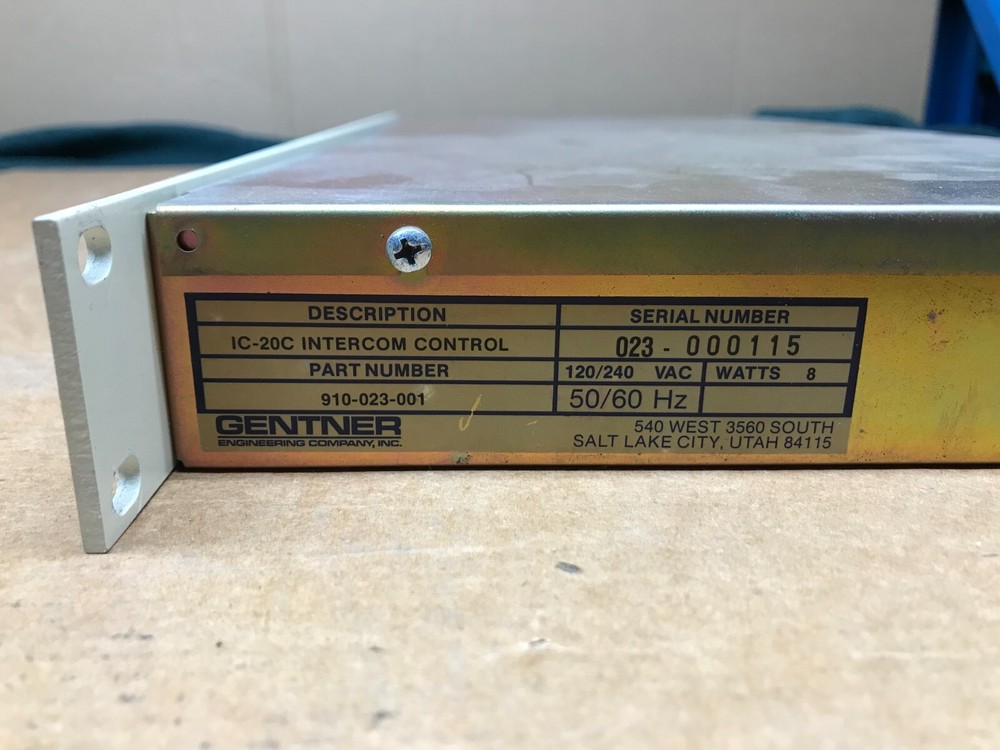 DESCRIPTION SERIAL NUMBER
IC-20C INTERCOM CONTROL 023 - 000115
PART NUMBER 120/240 VAC WATTS 8
910-023-001 50/60 Hz
GENTNER 540 WEST 3560 SOUTH
ENGINEERING COMPANY, INC. SALT LAKE CITY, UTAH 84115